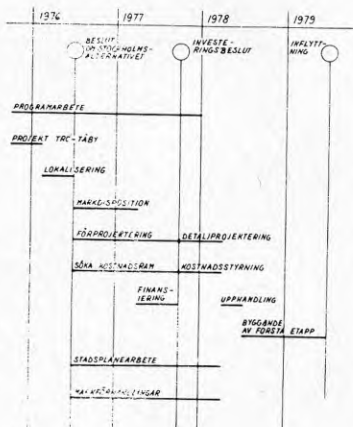 1976 1977 1978 1979
BESLUT
OM STOCKHOLMS-
ALTERNATIVET
INVESTE-
RINGSBESLUT
INFLYTT-
NING
PROGRAMARBETE
PROJEKT TRC-TÄBY
LOKALISERING
MARKDISPOSITION
FÖRPROJEKTERING DETALJPROJEKTERING
SÖKA KOSTNADSRAM KOSTNADSSTYRNING
FINANS-
IERING
UPPHANDLING
BYGGANDE
AV FÖRSTA ETAPP
STADSPLANEARBETE